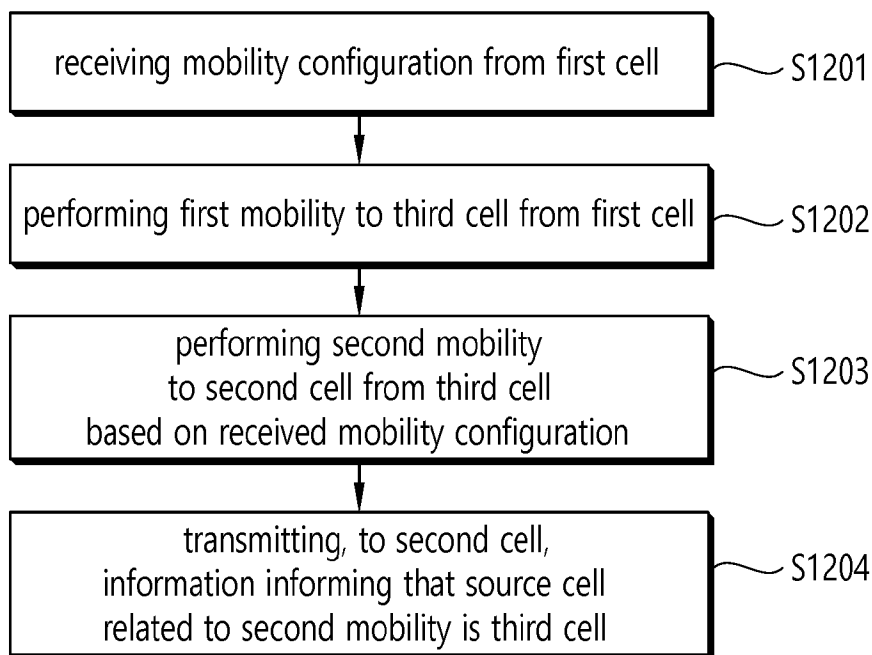 receiving mobility configuration from first cell
S1201
performing first mobility to third cell from first cell
S1202
performing second mobility
to second cell from third cell
based on received mobility configuration
S1203
transmitting, to second cell,
information informing that source cell
related to second mobility is third cell
S1204